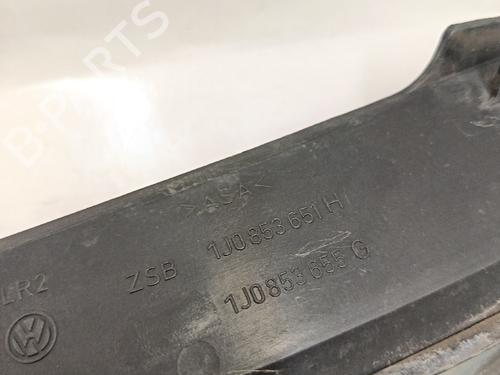 B-PARTS
>ASA<
LR2 ZSB 1J0 853 651 H
1J0 853 655 G